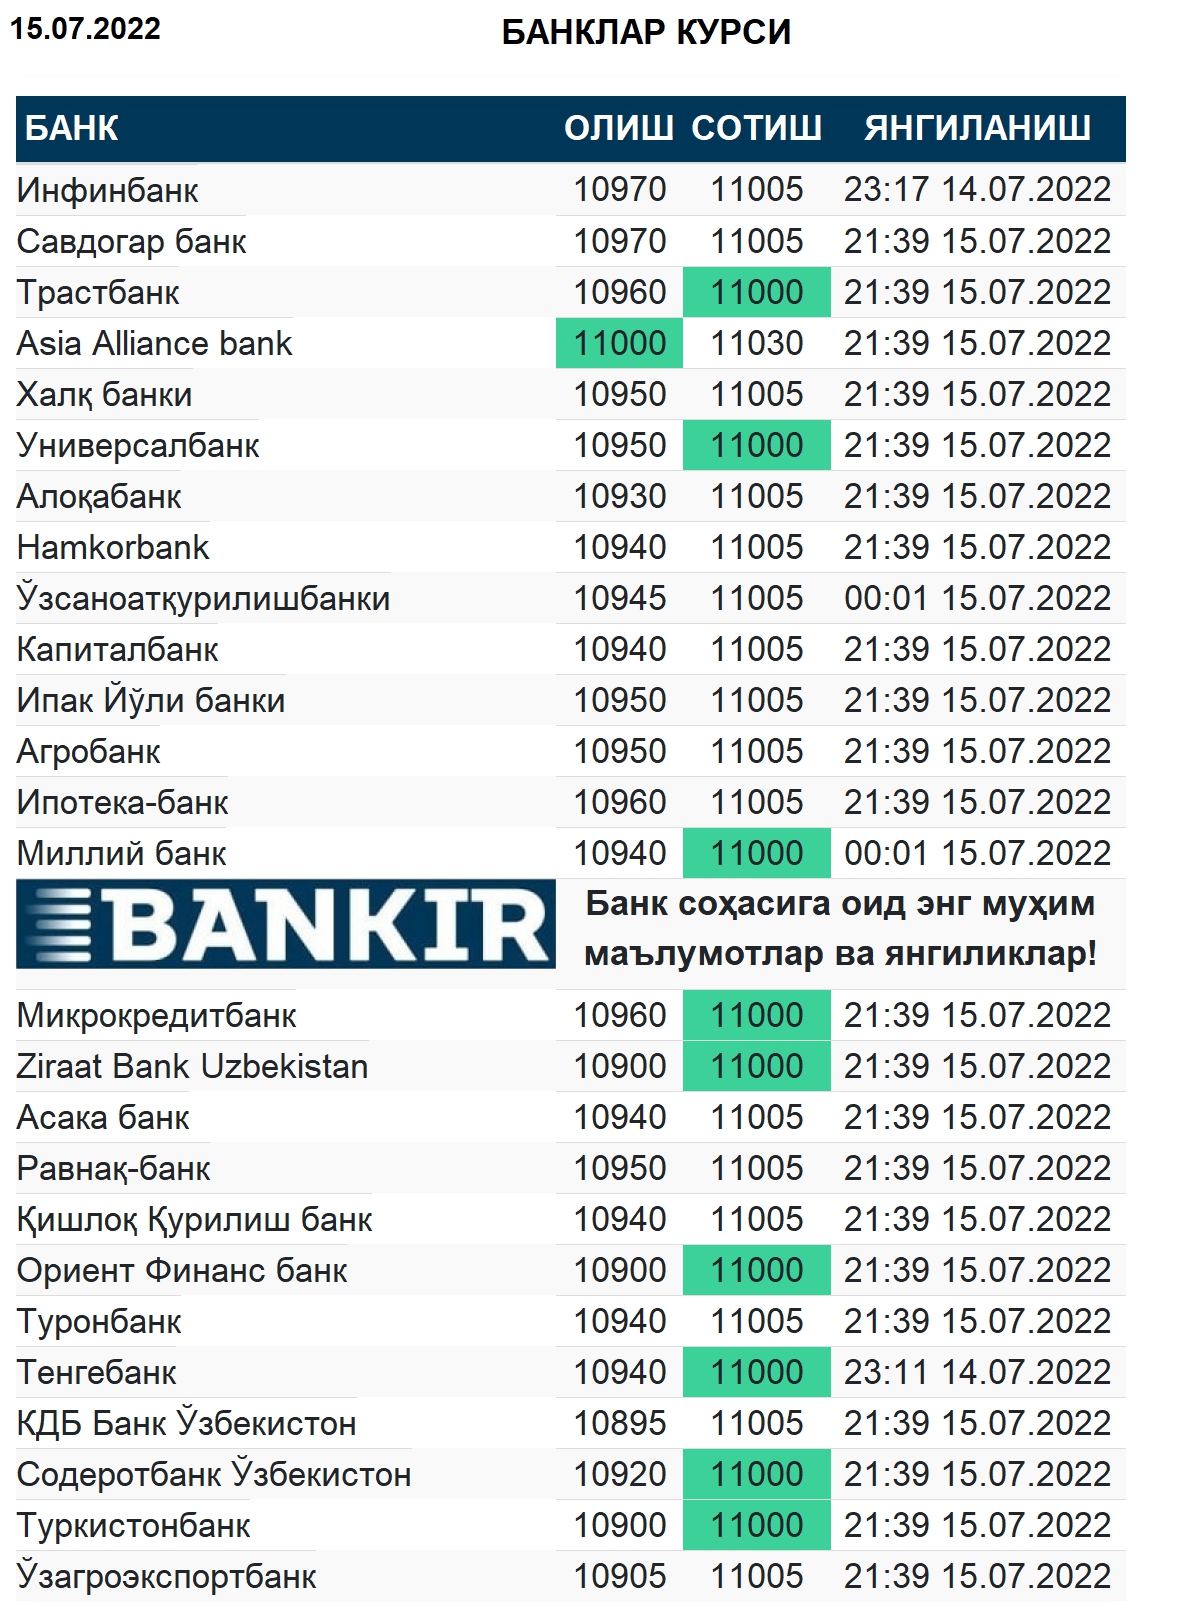 15.07.2022 БАНКЛАР КУРСИ
БАНК ОЛИШ СОТИШ ЯНГИЛАНИШ
Инфинбанк 10970 11005 23:17 14.07.2022
Савдогар банк 10970 11005 21:39 15.07.2022
Трастбанк 10960 11000 21:39 15.07.2022
Asia Alliance bank 11000 11030 21:39 15.07.2022
Халқ банки 10950 11005 21:39 15.07.2022
Универсалбанк 10950 11000 21:39 15.07.2022
Алоқабанк 10930 11005 21:39 15.07.2022
Hamkorbank 10940 11005 21:39 15.07.2022
Ўзсаноатқурилишбанки 10945 11005 00:01 15.07.2022
Капиталбанк 10940 11005 21:39 15.07.2022
Ипак Йўли банки 10950 11005 21:39 15.07.2022
Агробанк 10950 11005 21:39 15.07.2022
Ипотека-банк 10960 11005 21:39 15.07.2022
Миллий банк 10940 11000 00:01 15.07.2022
BANKIR
Банк соҳасига оид энг муҳим
маълумотлар ва янгиликлар!
Микрокредитбанк 10960 11000 21:39 15.07.2022
Ziraat Bank Uzbekistan 10900 11000 21:39 15.07.2022
Асака банк 10940 11005 21:39 15.07.2022
Равнақ-банк 10950 11005 21:39 15.07.2022
Қишлоқ Қурилиш банк 10940 11005 21:39 15.07.2022
Ориент Финанс банк 10900 11000 21:39 15.07.2022
Туронбанк 10940 11005 21:39 15.07.2022
Тенгебанк 10940 11000 23:11 14.07.2022
КДБ Банк Ўзбекистон 10895 11005 21:39 15.07.2022
Содеротбанк Ўзбекистон 10920 11000 21:39 15.07.2022
Туркистонбанк 10900 11000 21:39 15.07.2022
Ўзагроэкспортбанк 10905 11005 21:39 15.07.2022